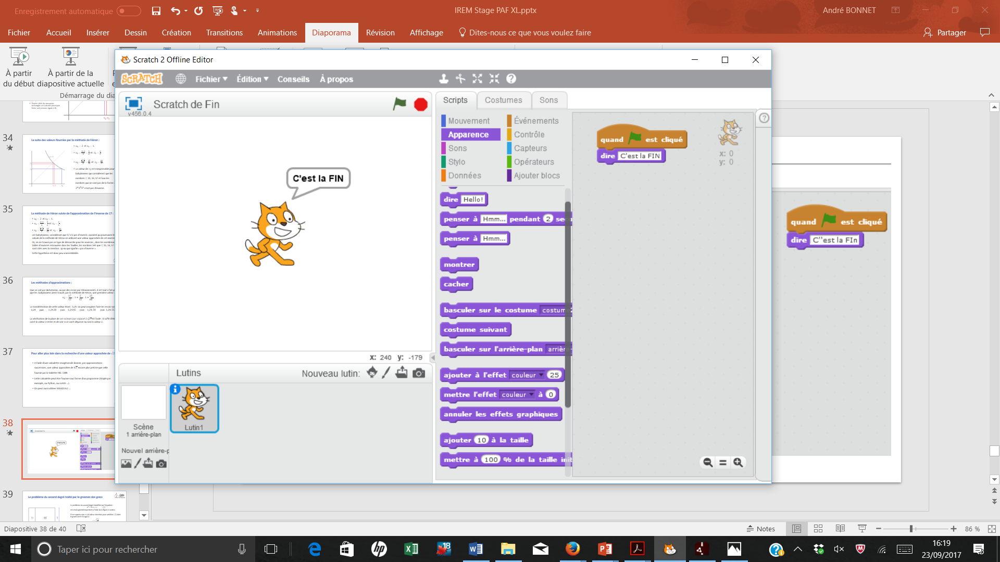 Enregistrement automatique
IREM Stage PAF XL.pptx
André BONNET
Fichier Accueil Insérer Dessin Création Transitions Animations Diaporama Révision Affichage Dites-nous ce que vous voulez faire Partager
À partir du début
À partir de la diapositive actuelle
Démarrage du dia
Scratch 2 Offline Editor
SCRATCH Fichier Édition Conseils À propos
Scratch de Fin
v456.0.4
C'est la FIN
x: 240 y: -179
Lutins
Nouveau lutin:
Scène
1 arrière-plan
Nouvel arrière-p
Lutin1
Scripts Costumes Sons
Mouvement Événements
Apparence Contrôle
Sons Capteurs
Stylo Opérateurs
Données Ajouter blocs
dire Hello!
penser à Hmm... pendant 2 sec
penser à Hmm...
montrer
cacher
basculer sur le costume costum
costume suivant
basculer sur l'arrière-plan arrière-
ajouter à l'effet couleur 25
mettre l'effet couleur à 0
annuler les effets graphiques
ajouter 10 à la taille
mettre à 100 % de la taille init
quand est cliqué
dire C'est la FIN
x: 0
y: 0
quand est cliqué
dire C''est la FIn
34
La suite des valeurs fournies par la méthode de Héron :
35
La méthode de Héron suivie de l'approximation de l'inverse de 17 :
36
Les méthodes d'approximations :
37
Pour aller plus loin dans la recherche d'une valeur approchée de
38
39
Le problème du second degré traité par le gnomon des grecs
Diapositive 38 de 40
Notes
86 %
Taper ici pour rechercher
18
16:19
23/09/2017